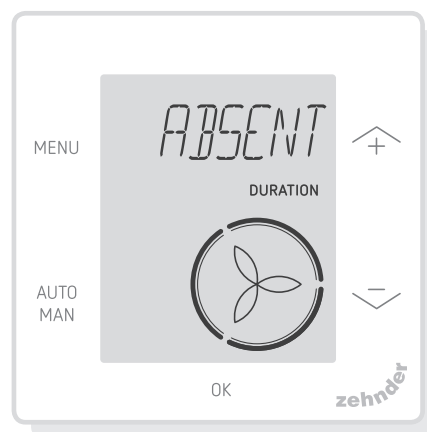 ABSENT
MENU
+
DURATION
AUTO
MAN
−
OK
zehnder